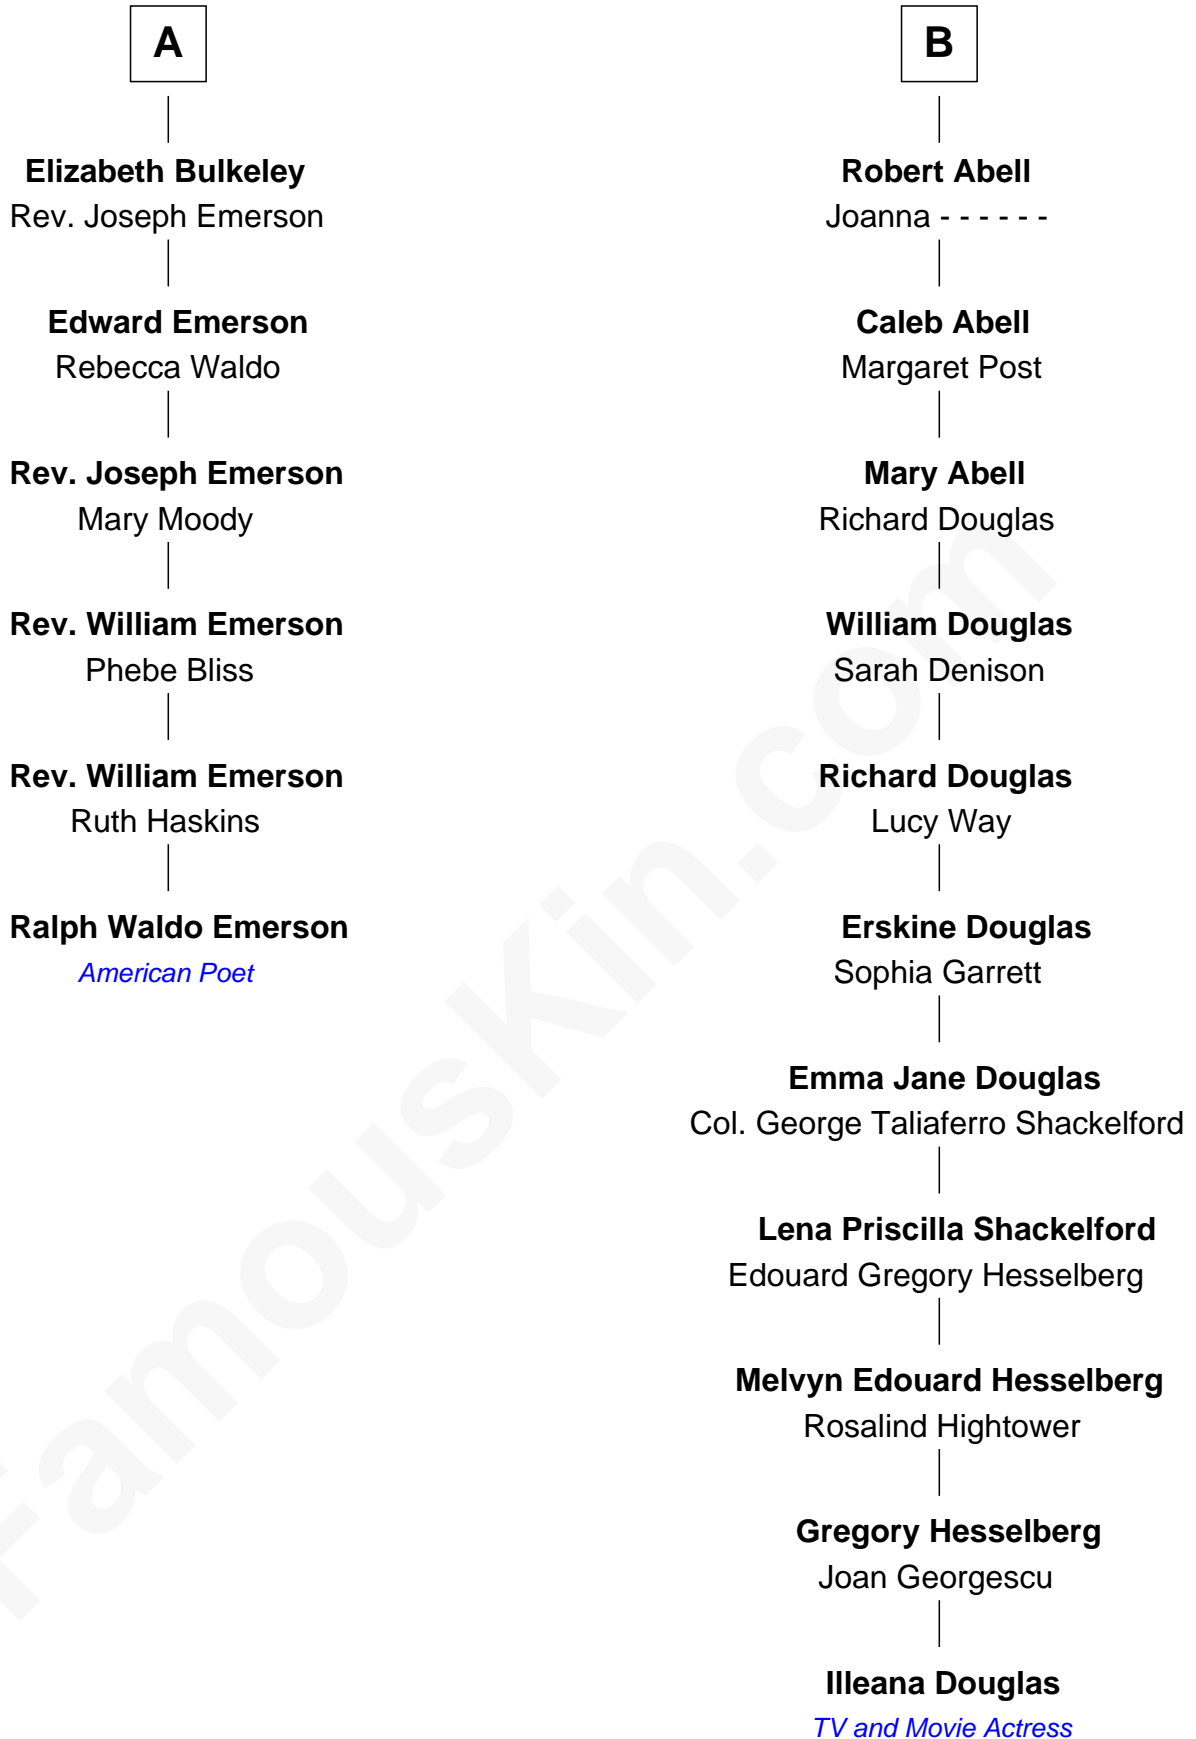 A
Elizabeth Bulkeley
Rev. Joseph Emerson
Edward Emerson
Rebecca Waldo
Rev. Joseph Emerson
Mary Moody
Rev. William Emerson
Phebe Bliss
Rev. William Emerson
Ruth Haskins
Ralph Waldo Emerson
American Poet
B
Robert Abell
Joanna - - - - - -
Caleb Abell
Margaret Post
Mary Abell
Richard Douglas
William Douglas
Sarah Denison
Richard Douglas
Lucy Way
Erskine Douglas
Sophia Garrett
Emma Jane Douglas
Col. George Taliaferro Shackelford
Lena Priscilla Shackelford
Edouard Gregory Hesselberg
Melvyn Edouard Hesselberg
Rosalind Hightower
Gregory Hesselberg
Joan Georgescu
Illeana Douglas
TV and Movie Actress
FamousKin.com